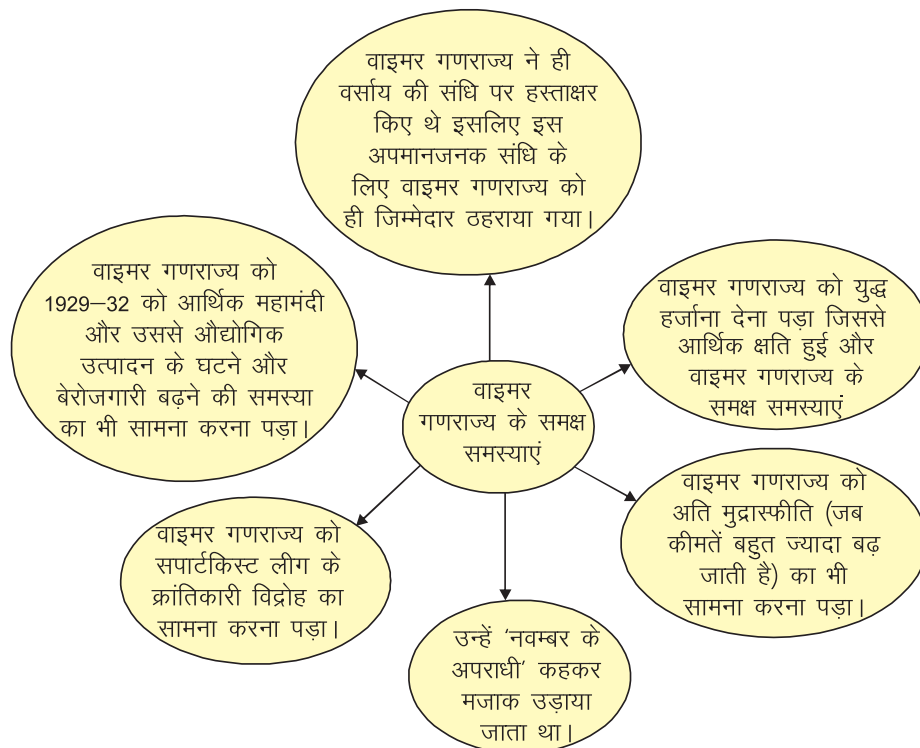 वाइमर गणराज्य ने ही
वर्साय की संधि पर हस्ताक्षर
किए थे इसलिए इस
अपमानजनक संधि के
लिए वाइमर गणराज्य को
ही जिम्मेदार ठहराया गया।
वाइमर गणराज्य को
1929–32 को आर्थिक महामंदी
और उससे औद्योगिक
उत्पादन के घटने और
बेरोजगारी बढ़ने की समस्या
का भी सामना करना पड़ा।
वाइमर गणराज्य को युद्ध
हर्जाना देना पड़ा जिससे
आर्थिक क्षति हुई और
वाइमर गणराज्य के
समक्ष समस्याएं
वाइमर
गणराज्य के समक्ष
समस्याएं
वाइमर गणराज्य को
सपार्टकिस्ट लीग के
क्रांतिकारी विद्रोह का
सामना करना पड़ा।
वाइमर गणराज्य को
अति मुद्रास्फीति (जब
कीमतें बहुत ज्यादा बढ़
जाती है) का भी
सामना करना पड़ा।
उन्हें 'नवम्बर के
अपराधी' कहकर
मजाक उड़ाया
जाता था।